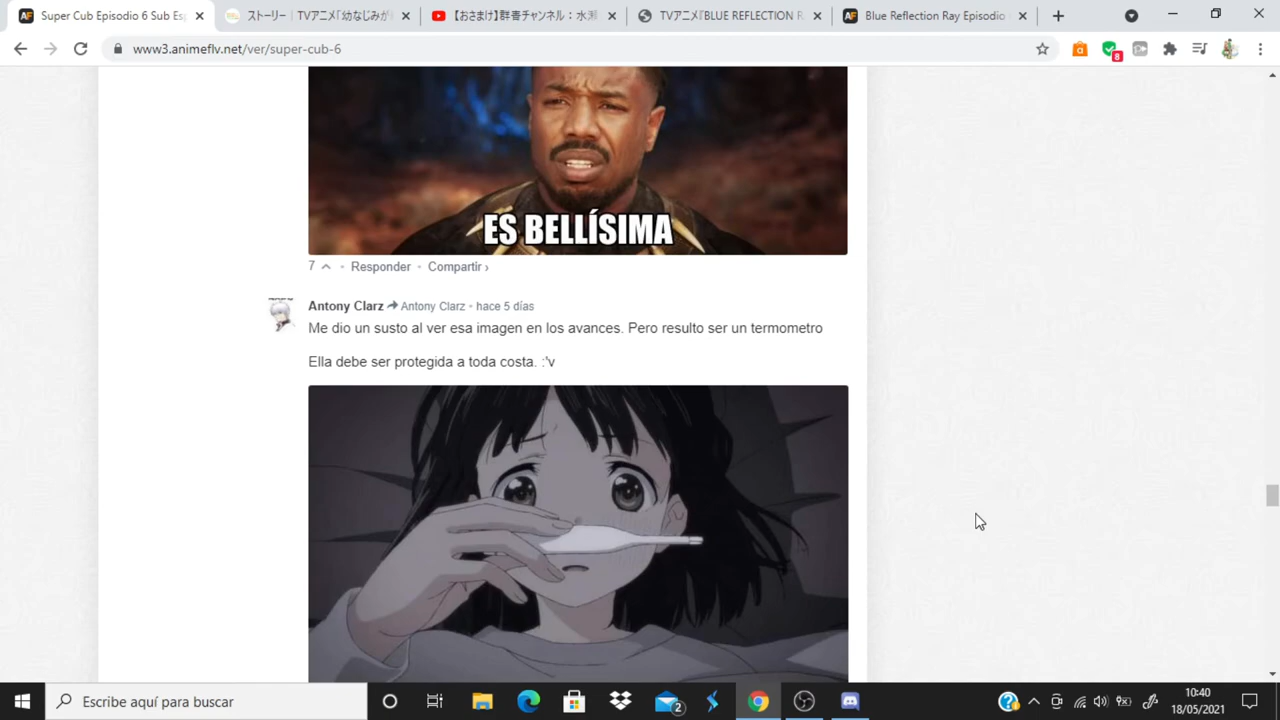 Super Cub Episodio 6 Sub Es
ストーリー｜TVアニメ「幼なじみが
【おさまけ】群青チャンネル：水瀬
TVアニメ『BLUE REFLECTION R
Blue Reflection Ray Episodio
www3.animeflv.net/ver/super-cub-6
8
ES BELLÍSIMA
7 • Responder • Compartir ›
Antony Clarz Antony Clarz • hace 5 días
Me dio un susto al ver esa imagen en los avances. Pero resulto ser un termometro
Ella debe ser protegida a toda costa. :'v
Escribe aquí para buscar
2
10:40
18/05/2021